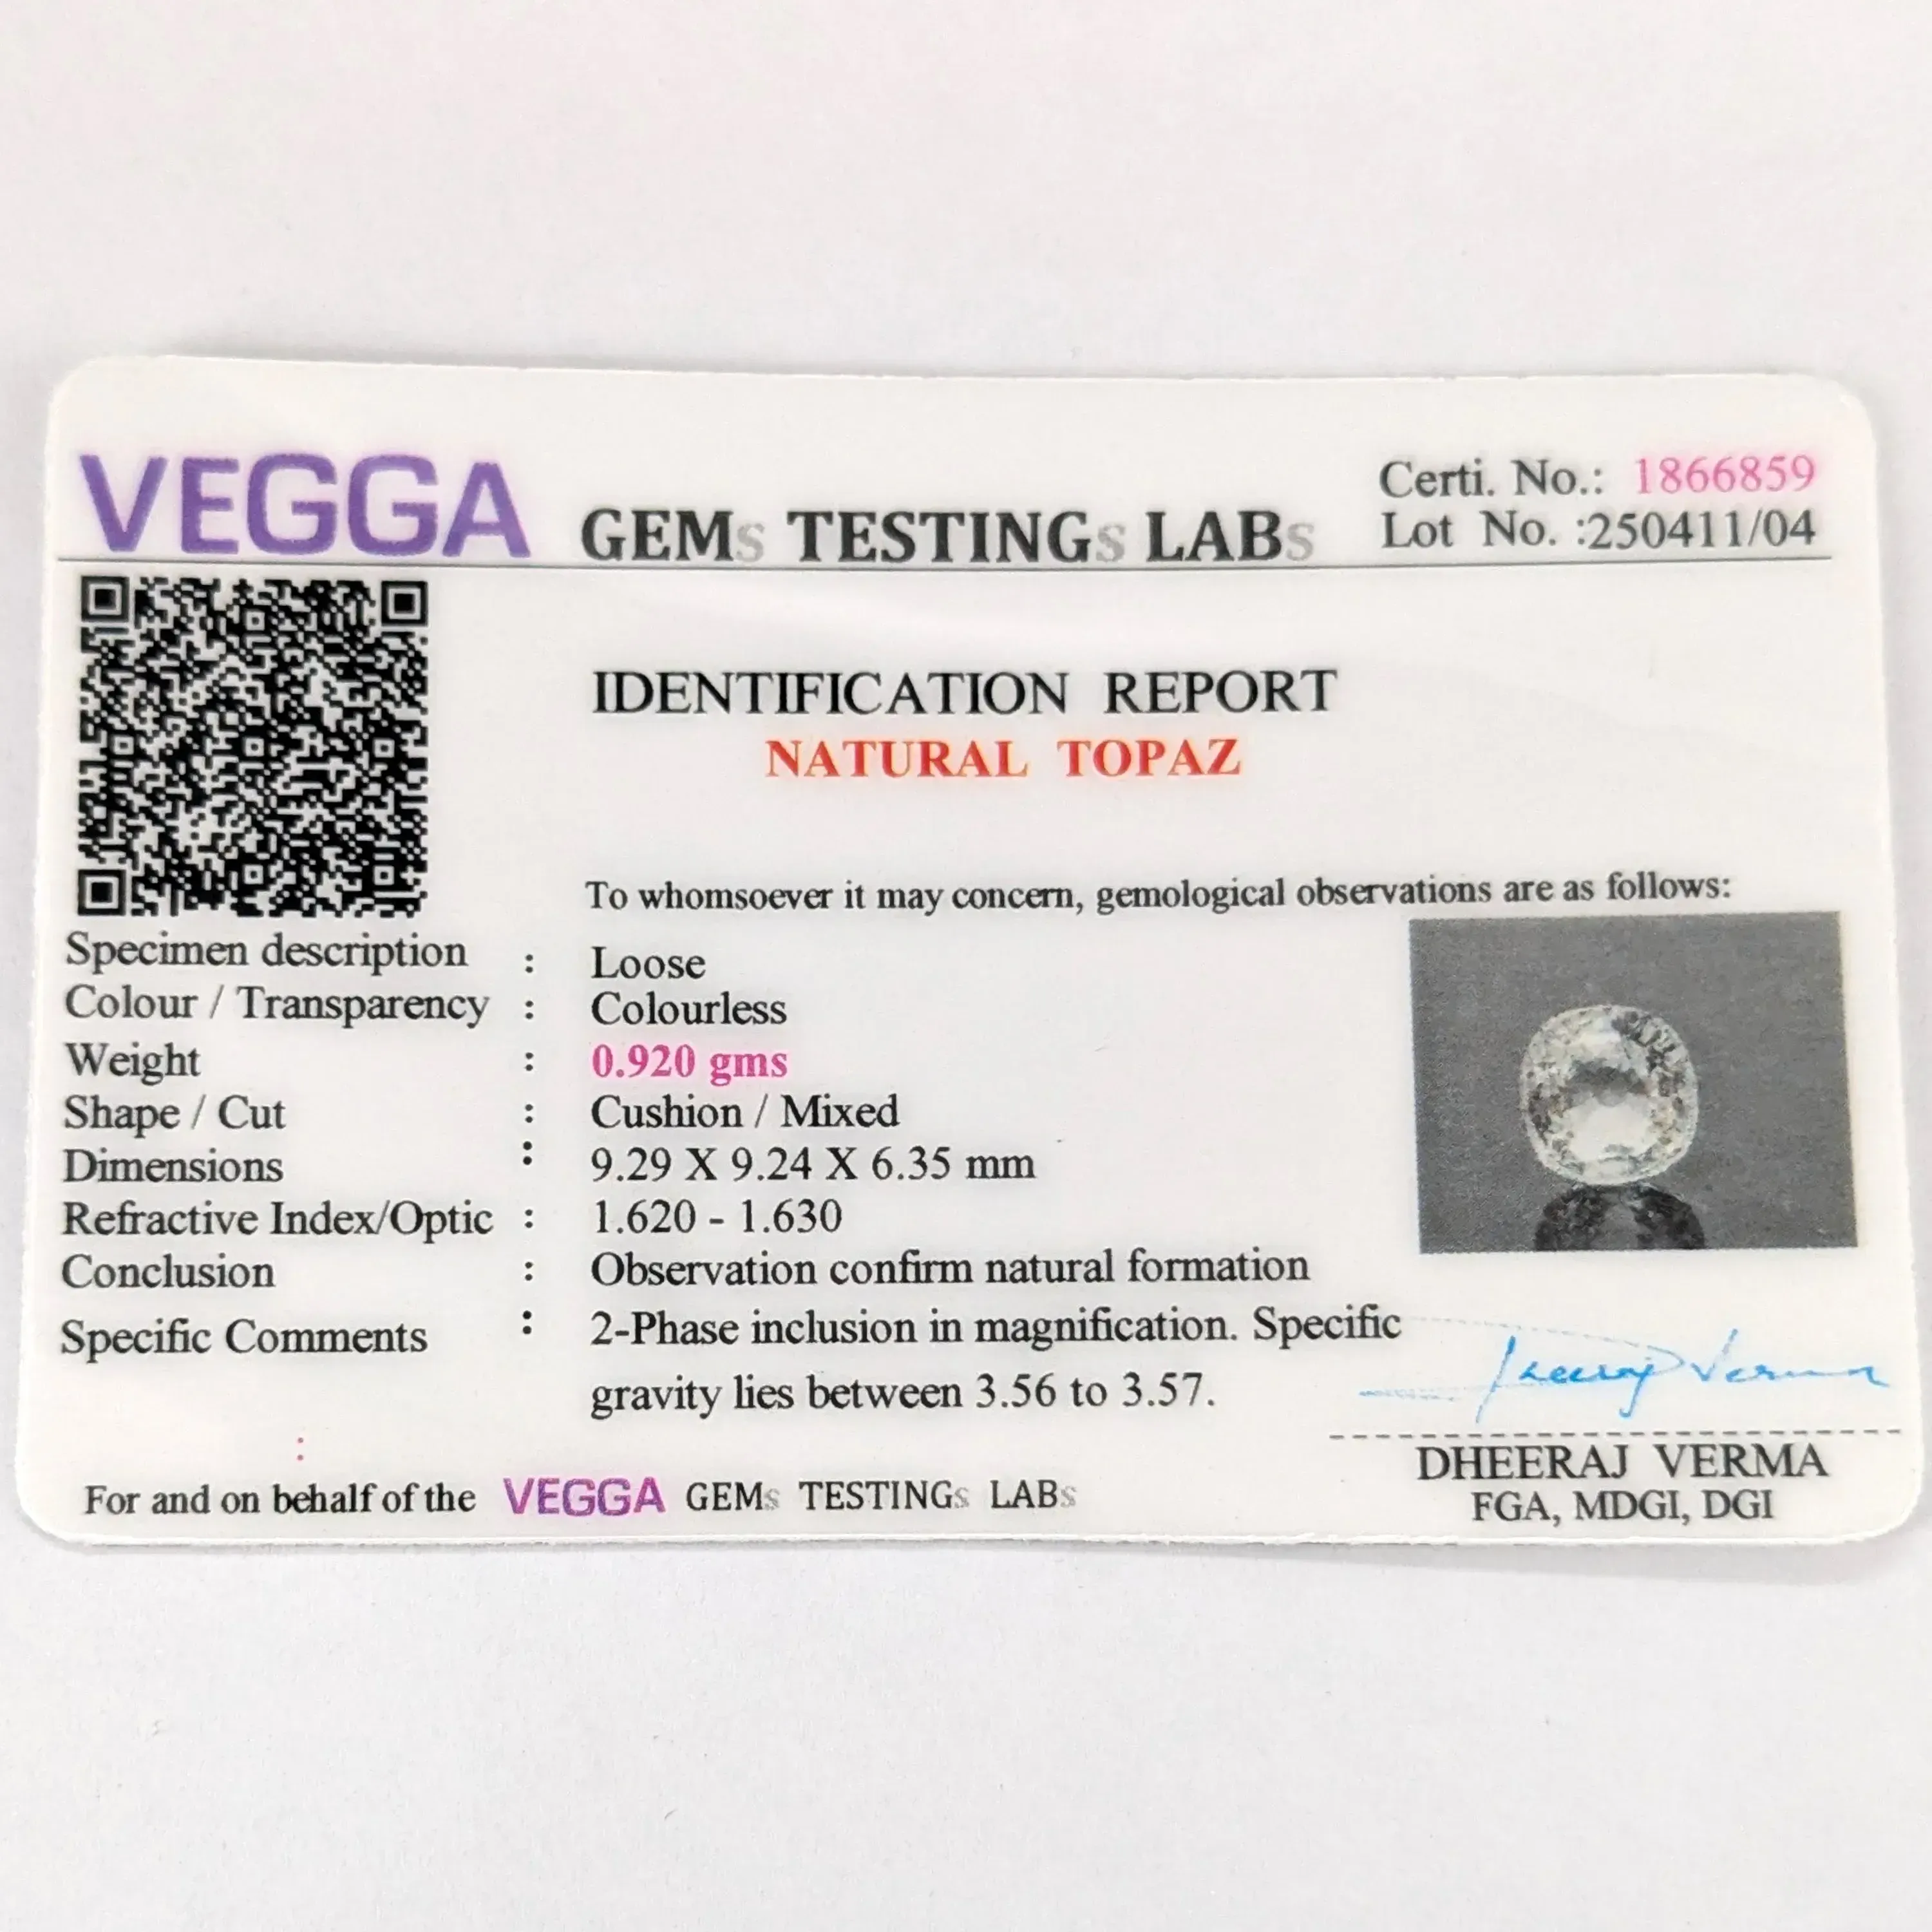 VEGGA GEMs TESTINGs LABs
Certi. No.: 1866859
Lot No. :250411/04
IDENTIFICATION REPORT
NATURAL TOPAZ
To whomsoever it may concern, gemological observations are as follows:
Specimen description : Loose
Colour / Transparency : Colourless
Weight : 0.920 gms
Shape / Cut : Cushion / Mixed
Dimensions : 9.29 X 9.24 X 6.35 mm
Refractive Index/Optic : 1.620 - 1.630
Conclusion : Observation confirm natural formation
Specific Comments : 2-Phase inclusion in magnification. Specific
gravity lies between 3.56 to 3.57.
:
Dheeraj Verma
DHEERAJ VERMA
FGA, MDGI, DGI
For and on behalf of the VEGGA GEMs TESTINGs LABs